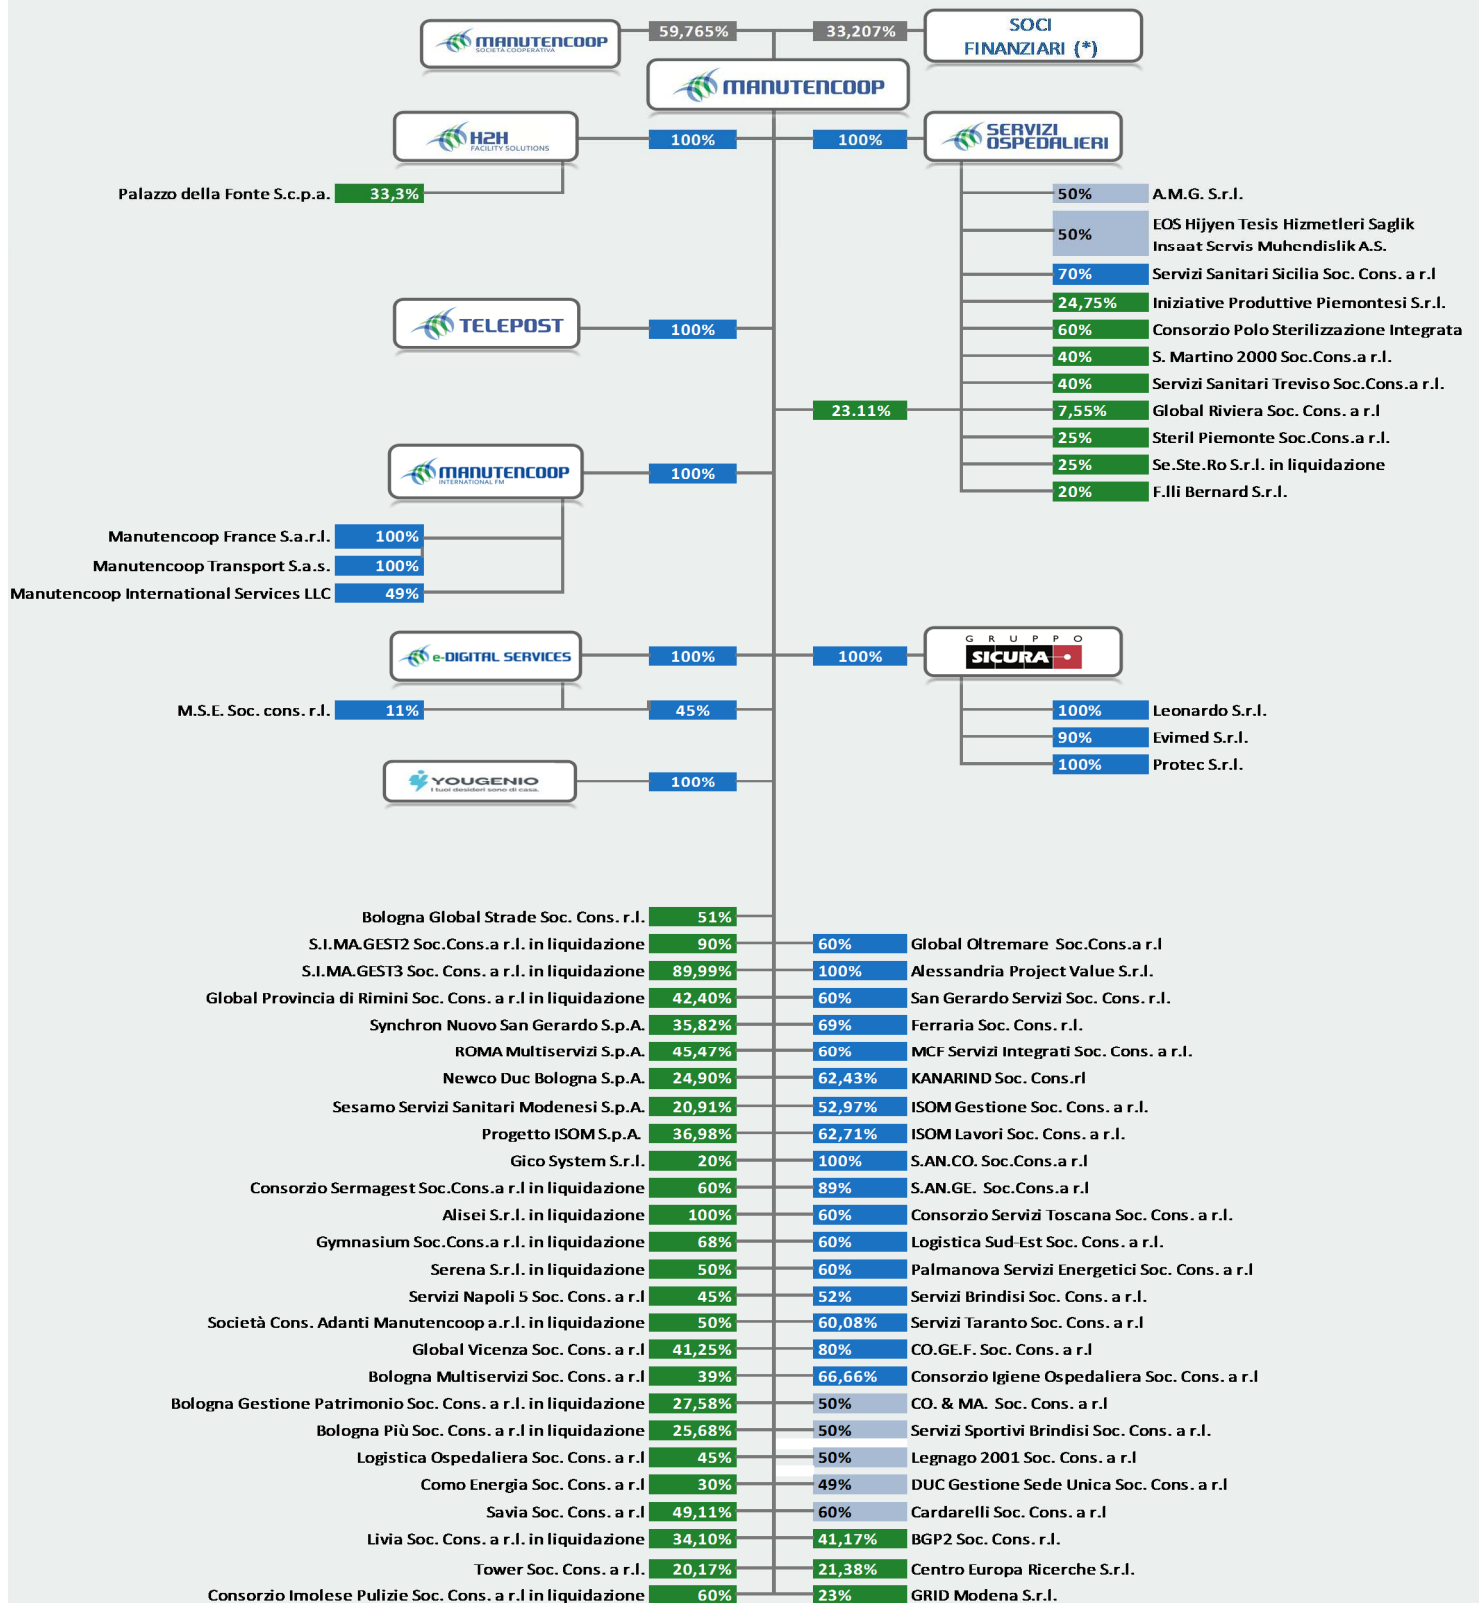 MANUTENCOOP
SOCIETÀ COOPERATIVA
59,765%
33,207%
SOCI
FINANZIARI (*)
MANUTENCOOP
H2H
FACILITY SOLUTIONS
100%
100%
SERVIZI
OSPEDALIERI
Palazzo della Fonte S.c.p.a. 33,3%
50% A.M.G. S.r.l.
50% EOS Hijyen Tesis Hizmetleri Saglik
Insaat Servis Muhendislik A.S.
70% Servizi Sanitari Sicilia Soc. Cons. a r.l
24,75% Iniziative Produttive Piemontesi S.r.l.
TELEPOST
100%
60% Consorzio Polo Sterilizzazione Integrata
40% S. Martino 2000 Soc.Cons.a r.l.
40% Servizi Sanitari Treviso Soc.Cons.a r.l.
23.11%
7,55% Global Riviera Soc. Cons. a r.l
25% Steril Piemonte Soc.Cons.a r.l.
25% Se.Ste.Ro S.r.l. in liquidazione
20% F.lli Bernard S.r.l.
MANUTENCOOP
INTERNATIONAL FM
100%
Manutencoop France S.a.r.l. 100%
Manutencoop Transport S.a.s. 100%
Manutencoop International Services LLC 49%
e-DIGITAL SERVICES
100%
100%
GRUPPO
SICURA
M.S.E. Soc. cons. r.l. 11%
45%
100% Leonardo S.r.l.
90% Evimed S.r.l.
100% Protec S.r.l.
YOUGENIO
I tuoi desideri sono di casa.
100%
Bologna Global Strade Soc. Cons. r.l. 51%
S.I.MA.GEST2 Soc.Cons.a r.l. in liquidazione 90% 60% Global Oltremare Soc.Cons.a r.l
S.I.MA.GEST3 Soc. Cons. a r.l. in liquidazione 89,99% 100% Alessandria Project Value S.r.l.
Global Provincia di Rimini Soc. Cons. a r.l in liquidazione 42,40% 60% San Gerardo Servizi Soc. Cons. r.l.
Synchron Nuovo San Gerardo S.p.A. 35,82% 69% Ferraria Soc. Cons. r.l.
ROMA Multiservizi S.p.A. 45,47% 60% MCF Servizi Integrati Soc. Cons. a r.l.
Newco Duc Bologna S.p.A. 24,90% 62,43% KANARIND Soc. Cons.rl
Sesamo Servizi Sanitari Modenesi S.p.A. 20,91% 52,97% ISOM Gestione Soc. Cons. a r.l.
Progetto ISOM S.p.A. 36,98% 62,71% ISOM Lavori Soc. Cons. a r.l.
Gico System S.r.l. 20% 100% S.AN.CO. Soc.Cons.a r.l
Consorzio Sermagest Soc.Cons.a r.l in liquidazione 60% 89% S.AN.GE. Soc.Cons.a r.l
Alisei S.r.l. in liquidazione 100% 60% Consorzio Servizi Toscana Soc. Cons. a r.l.
Gymnasium Soc.Cons.a r.l. in liquidazione 68% 60% Logistica Sud-Est Soc. Cons. a r.l.
Serena S.r.l. in liquidazione 50% 60% Palmanova Servizi Energetici Soc. Cons. a r.l
Servizi Napoli 5 Soc. Cons. a r.l 45% 52% Servizi Brindisi Soc. Cons. a r.l.
Società Cons. Adanti Manutencoop a.r.l. in liquidazione 50% 60,08% Servizi Taranto Soc. Cons. a r.l
Global Vicenza Soc. Cons. a r.l 41,25% 80% CO.GE.F. Soc. Cons. a r.l
Bologna Multiservizi Soc. Cons. a r.l 39% 66,66% Consorzio Igiene Ospedaliera Soc. Cons. a r.l
Bologna Gestione Patrimonio Soc. Cons. a r.l. in liquidazione 27,58% 50% CO. & MA. Soc. Cons. a r.l
Bologna Più Soc. Cons. a r.l. in liquidazione 25,68% 50% Servizi Sportivi Brindisi Soc. Cons. a r.l.
Logistica Ospedaliera Soc. Cons. a r.l 45% 50% Legnago 2001 Soc. Cons. a r.l
Como Energia Soc. Cons. a r.l 30% 49% DUC Gestione Sede Unica Soc. Cons. a r.l
Savia Soc. Cons. a r.l 49,11% 60% Cardarelli Soc. Cons. a r.l
Livia Soc. Cons. a r.l. in liquidazione 34,10% 41,17% BGP2 Soc. Cons. r.l.
Tower Soc. Cons. a r.l. 20,17% 21,38% Centro Europa Ricerche S.r.l.
Consorzio Imolese Pulizie Soc. Cons. a r.l in liquidazione 60% 23% GRID Modena S.r.l.